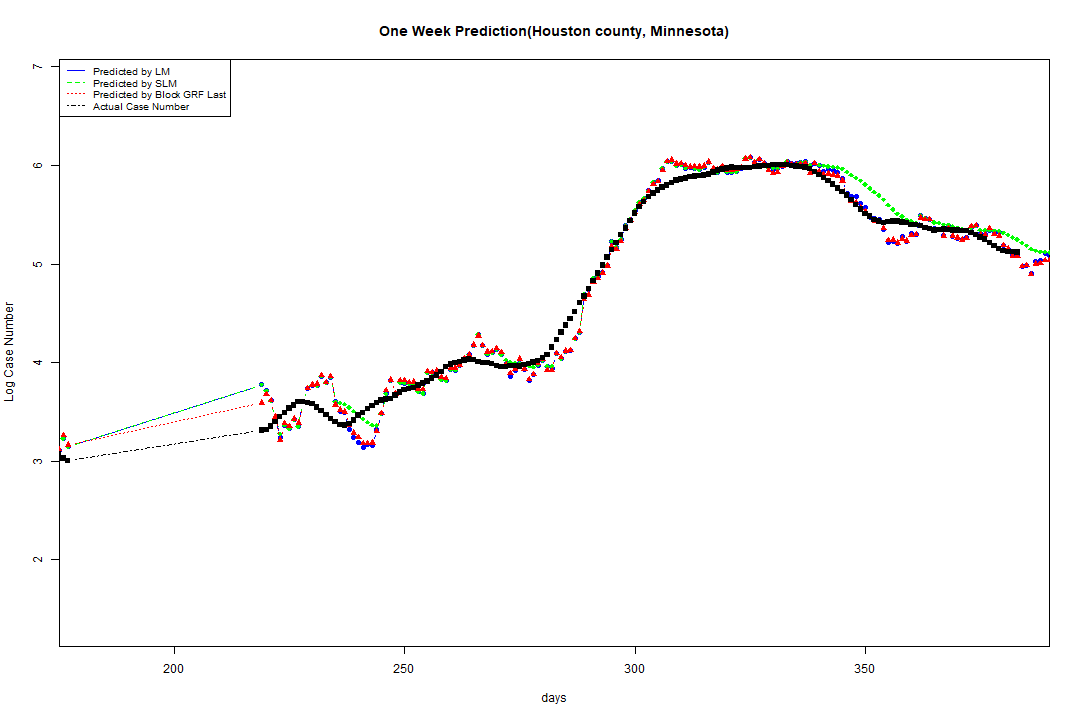 One Week Prediction(Houston county, Minnesota)
Predicted by LM
Predicted by SLM
Predicted by Block GRF Last
Actual Case Number
7
6
5
4
3
2
Log Case Number
200
250
300
350
days